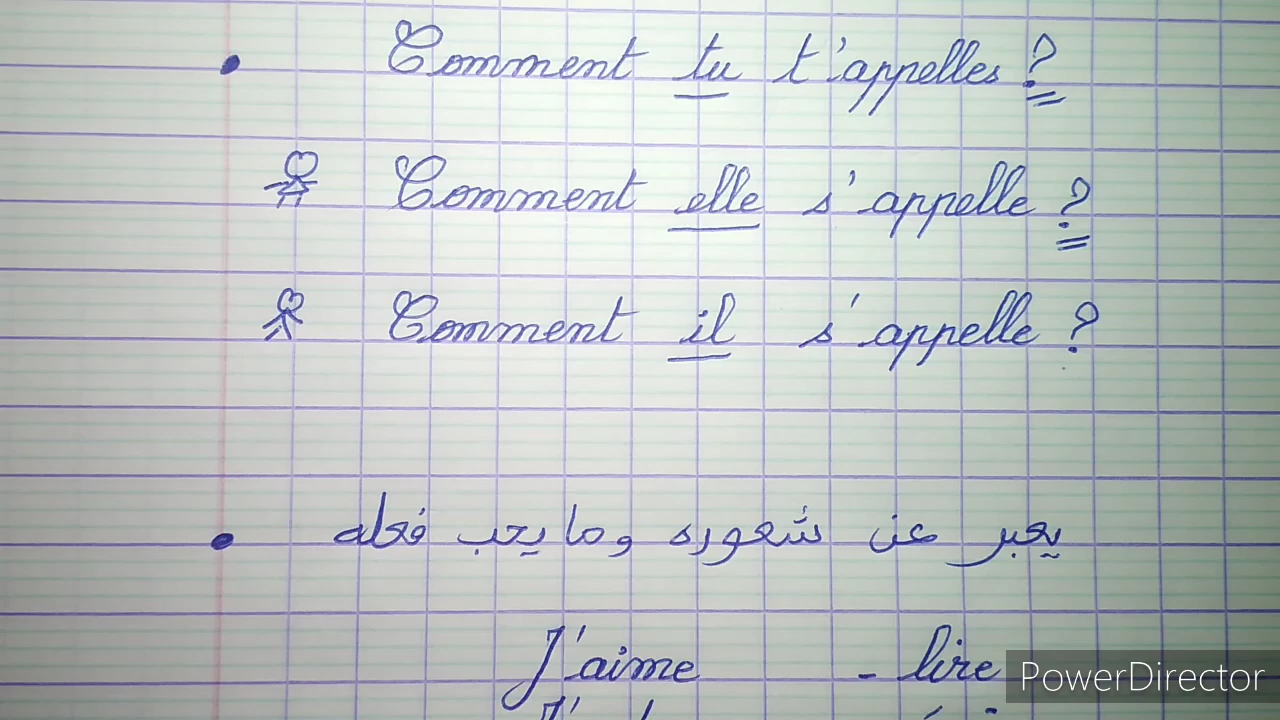 Comment tu t'appelles ?
Comment elle s'appelle ?
Comment il s'appelle ?
يعبر عن شعوره وما يحب فعله
J'aime - lire
PowerDirector